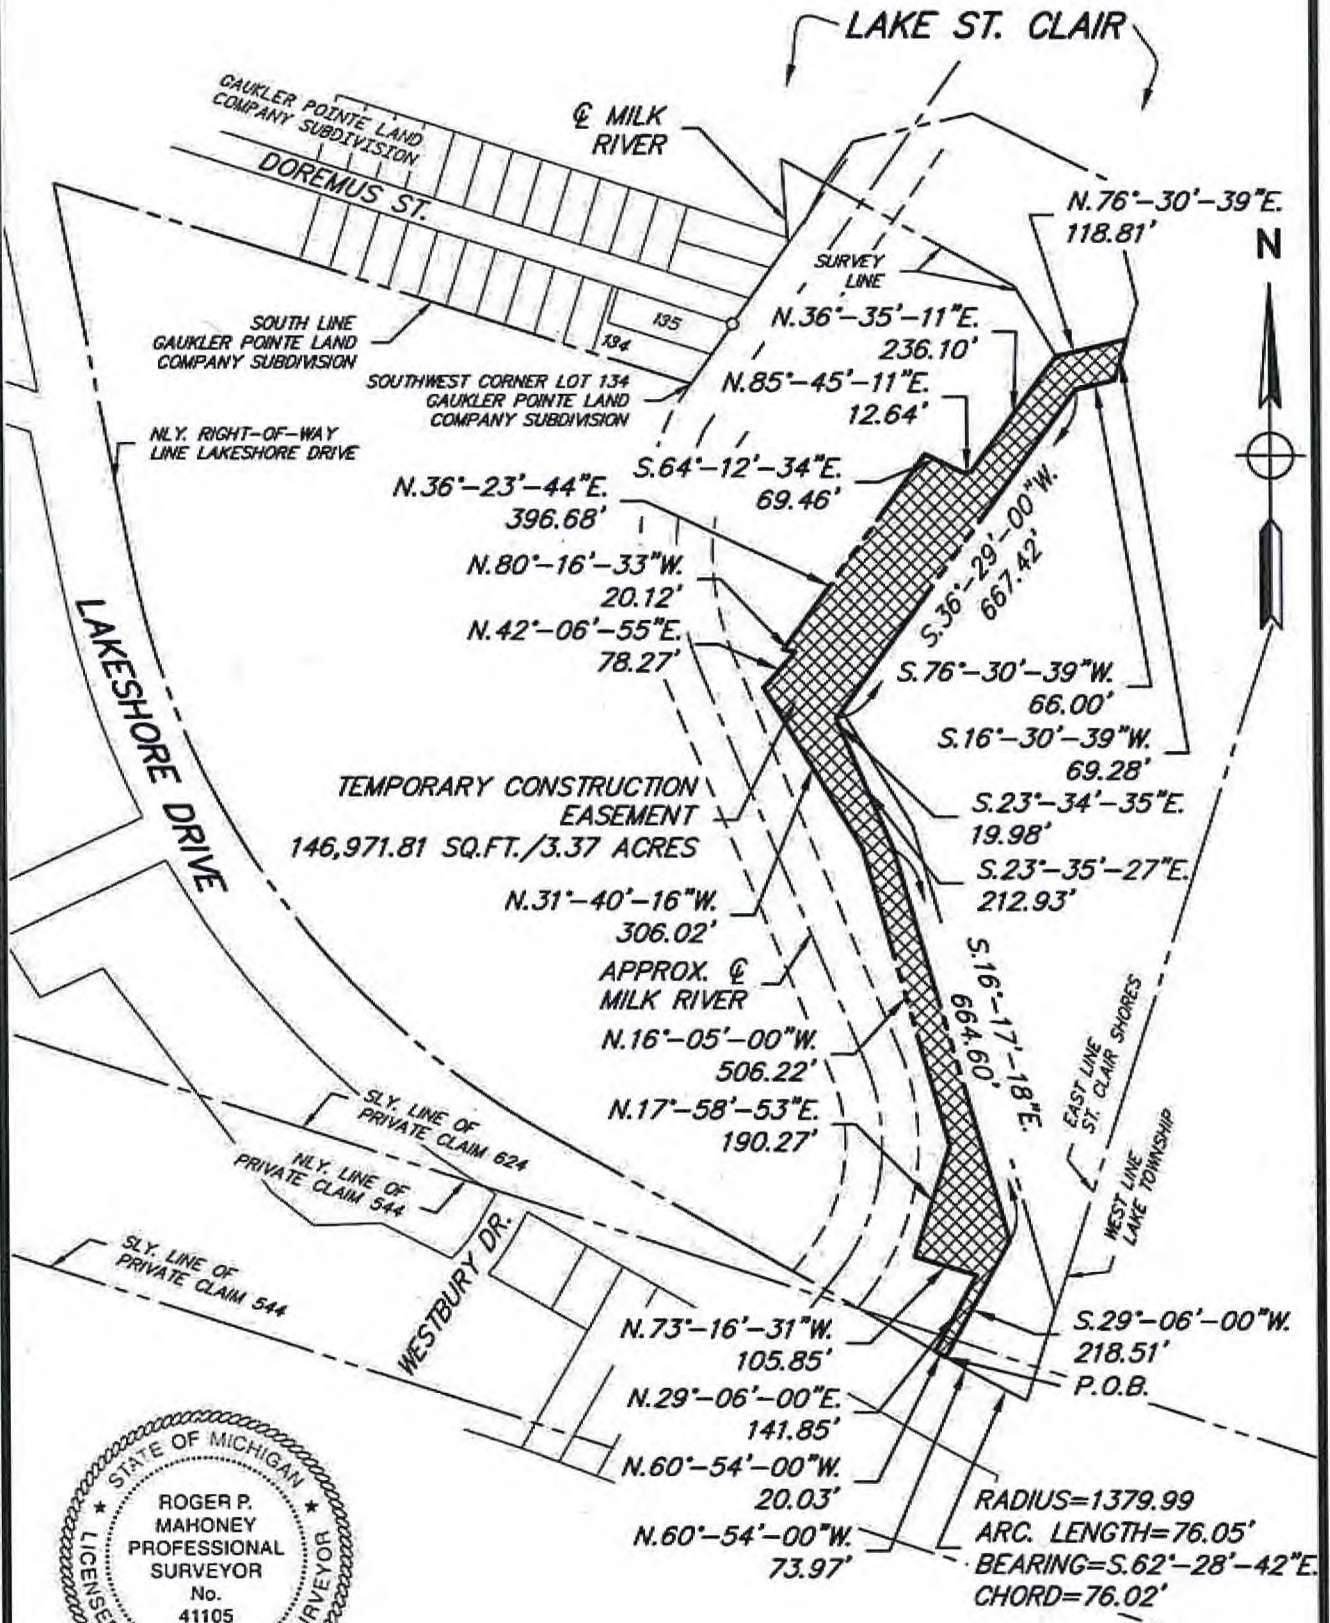 LAKE ST. CLAIR
GAUKLER POINTE LAND
COMPANY SUBDIVISION
℄ MILK
RIVER
DOREMUS ST.
N.76°-30'-39"E.
118.81'
N
SURVEY
LINE
N.36°-35'-11"E.
236.10'
135
134
SOUTH LINE
GAUKLER POINTE LAND
COMPANY SUBDIVISION
SOUTHWEST CORNER LOT 134
GAUKLER POINTE LAND
COMPANY SUBDIVISION
N.85°-45'-11"E.
12.64'
NLY. RIGHT-OF-WAY
LINE LAKESHORE DRIVE
S.64°-12'-34"E.
69.46'
N.36°-23'-44"E.
396.68'
S.36°-29'-00"W.
667.42'
N.80°-16'-33"W.
20.12'
N.42°-06'-55"E.
78.27'
LAKESHORE DRIVE
S.76°-30'-39"W.
66.00'
S.16°-30'-39"W.
69.28'
TEMPORARY CONSTRUCTION
EASEMENT
146,971.81 SQ.FT./3.37 ACRES
S.23°-34'-35"E.
19.98'
S.23°-35'-27"E.
212.93'
N.31°-40'-16"W.
306.02'
APPROX. ℄
MILK RIVER
S.16°-17'-18"E.
664.60'
N.16°-05'-00"W.
506.22'
EAST LINE
ST. CLAIR SHORES
WEST LINE
LAKE TOWNSHIP
N.17°-58'-53"E.
190.27'
SLY. LINE OF
PRIVATE CLAIM 624
NLY. LINE OF
PRIVATE CLAIM 544
SLY. LINE OF
PRIVATE CLAIM 544
WESTBURY DR.
N.73°-16'-31"W.
105.85'
S.29°-06'-00"W.
218.51'
P.O.B.
N.29°-06'-00"E.
141.85'
N.60°-54'-00"W.
20.03'
N.60°-54'-00"W.
73.97'
RADIUS=1379.99
ARC. LENGTH=76.05'
BEARING=S.62°-28'-42"E.
CHORD=76.02'
STATE OF MICHIGAN
ROGER P.
MAHONEY
PROFESSIONAL
SURVEYOR
No.
41105